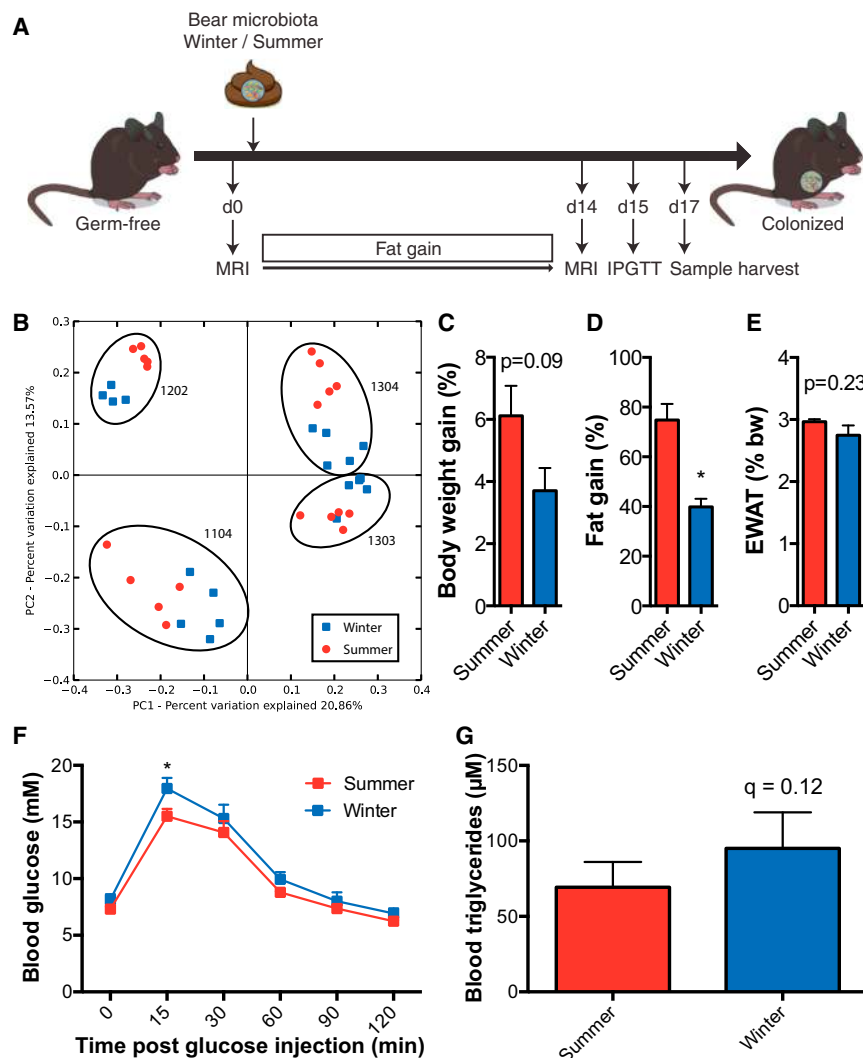 A
Bear microbiota
Winter / Summer
Germ-free
d0
d14
d15
d17
Colonized
Fat gain
MRI
MRI
IPGTT
Sample harvest
B
PC2 - Percent variation explained 13.57%
0.3
0.2
0.1
0.0
−0.1
−0.2
−0.3
−0.4
1202
1304
1104
1303
Winter
Summer
−0.4
−0.3
−0.2
−0.1
0.0
0.1
0.2
0.3
0.4
PC1 - Percent variation explained 20.86%
C
Body weight gain (%)
8
6
4
2
0
p=0.09
Summer
Winter
D
Fat gain (%)
100
80
60
40
20
0
*
Summer
Winter
E
EWAT (% bw)
4
3
2
1
0
p=0.23
Summer
Winter
F
Blood glucose (mM)
20
15
10
5
0
*
Summer
Winter
0
15
30
60
90
120
Time post glucose injection (min)
G
Blood triglycerides (µM)
150
100
50
0
q = 0.12
Summer
Winter